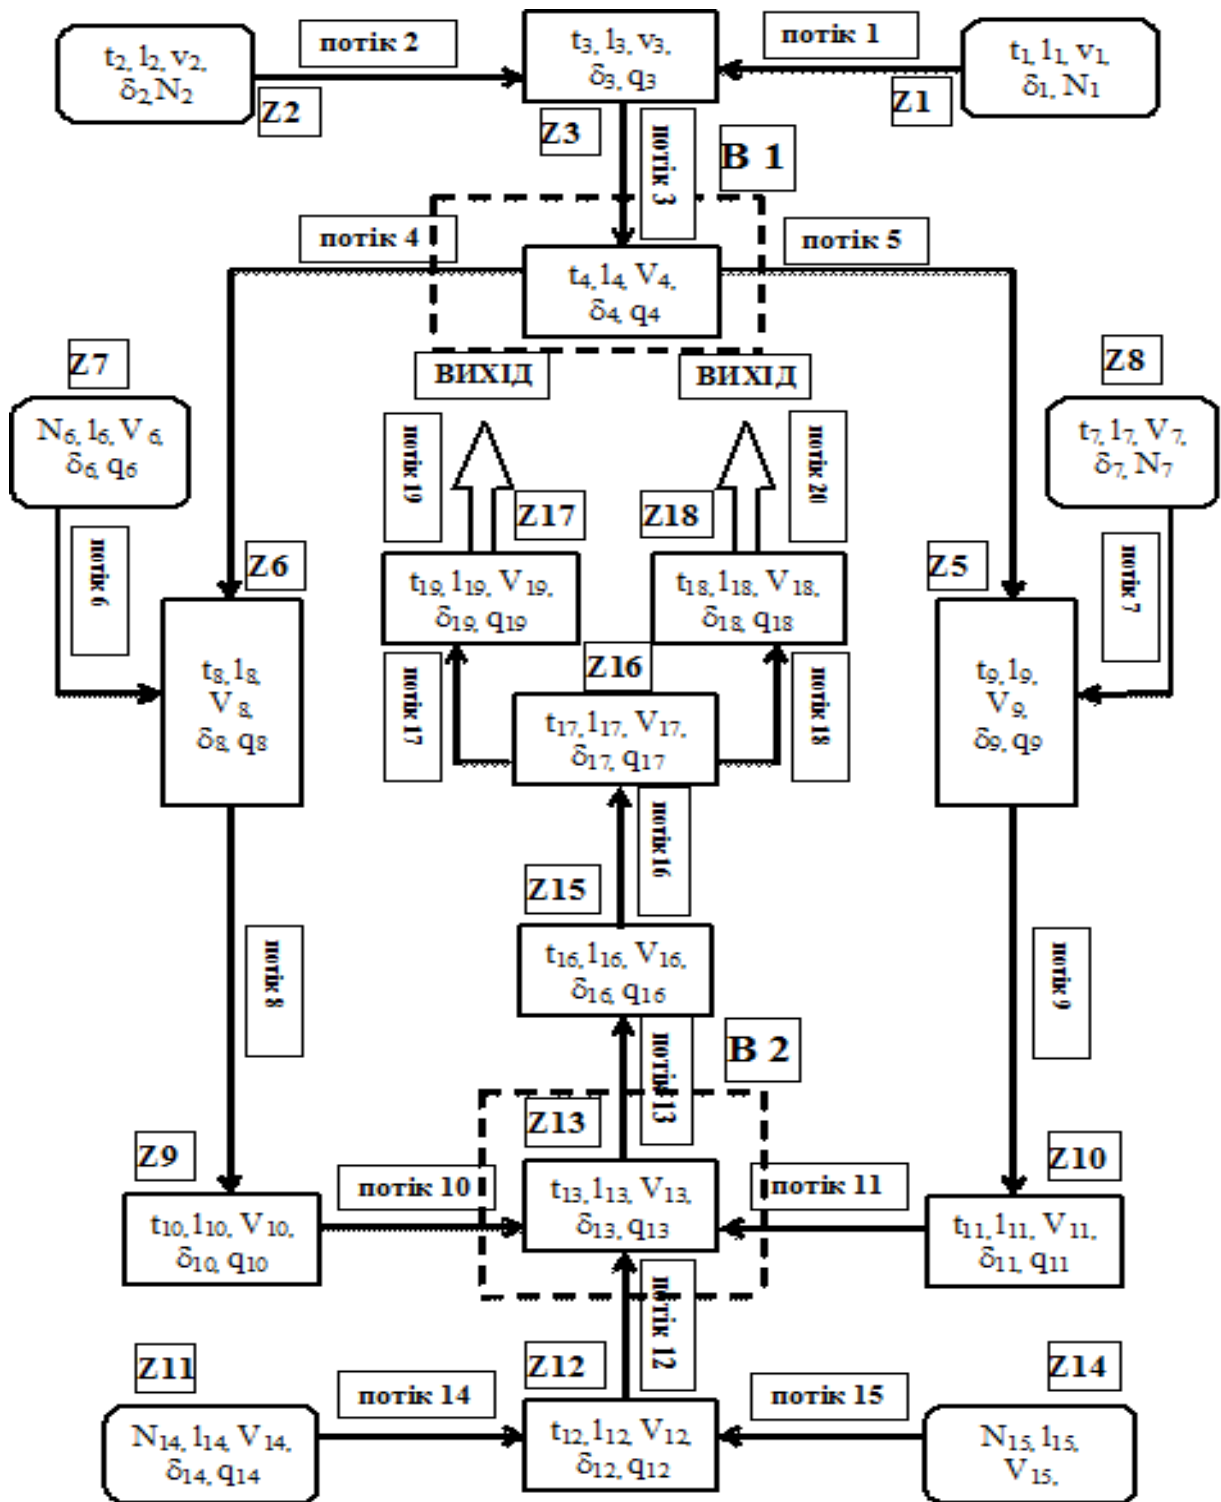 потік 2
потік 1
t2, l2, v2,
δ2, N2
t3, l3, v3,
δ3, q3
t1, l1, v1,
δ1, N1
Z2
Z3
Z1
В 1
потік 3
потік 4
потік 5
t4, l4, V4,
δ4, q4
ВИХІД
ВИХІД
Z7
Z8
N6, l6, V6,
δ6, q6
t7, l7, V7,
δ7, N7
потік 19
потік 20
Z17
Z18
потік 6
потік 7
Z6
Z5
t19, l19, V19,
δ19, q19
t18, l18, V18,
δ18, q18
t8, l8,
V8,
δ8, q8
Z16
t9, l9,
V9,
δ9, q9
потік 17
потік 18
t17, l17, V17,
δ17, q17
потік 16
Z15
t16, l16, V16,
δ16, q16
потік 8
потік 9
потік 13
В 2
Z13
Z9
Z10
потік 10
потік 11
t10, l10, V10,
δ10, q10
t13, l13, V13,
δ13, q13
t11, l11, V11,
δ11, q11
потік 12
Z11
Z12
Z14
потік 14
потік 15
N14, l14, V14,
δ14, q14
t12, l12, V12,
δ12, q12
N15, l15,
V15,